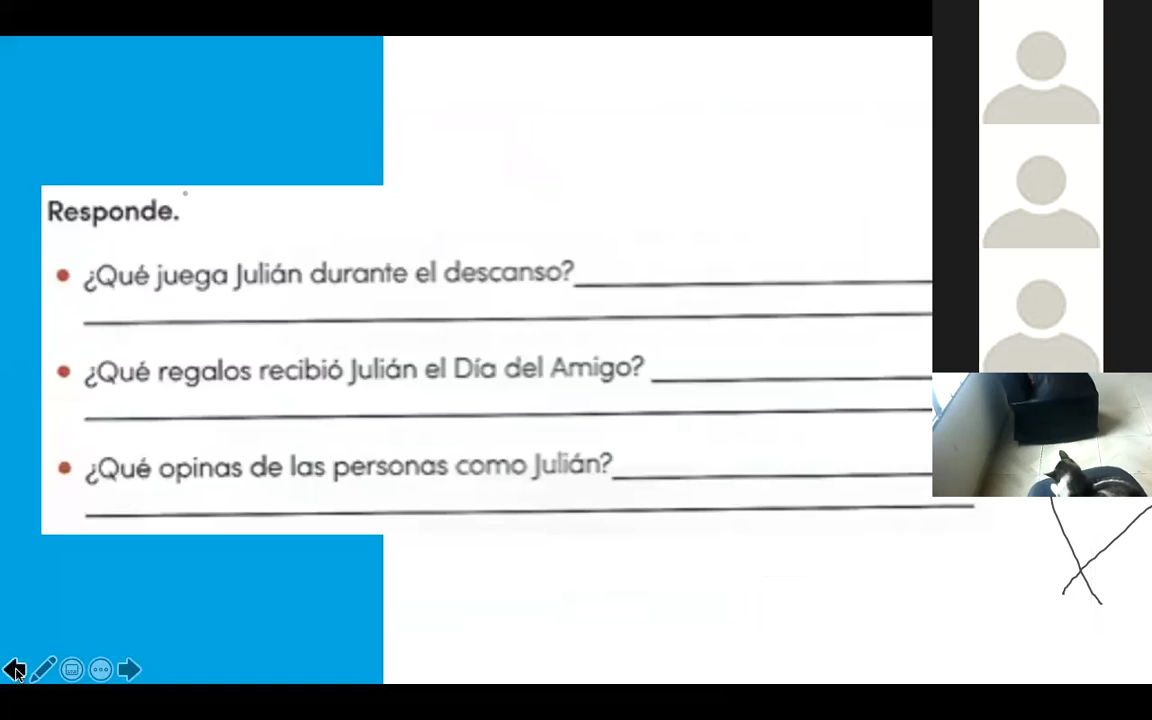 Responde.
¿Qué juega Julián durante el descanso?
¿Qué regalos recibió Julián el Día del Amigo?
¿Qué opinas de las personas como Julián?